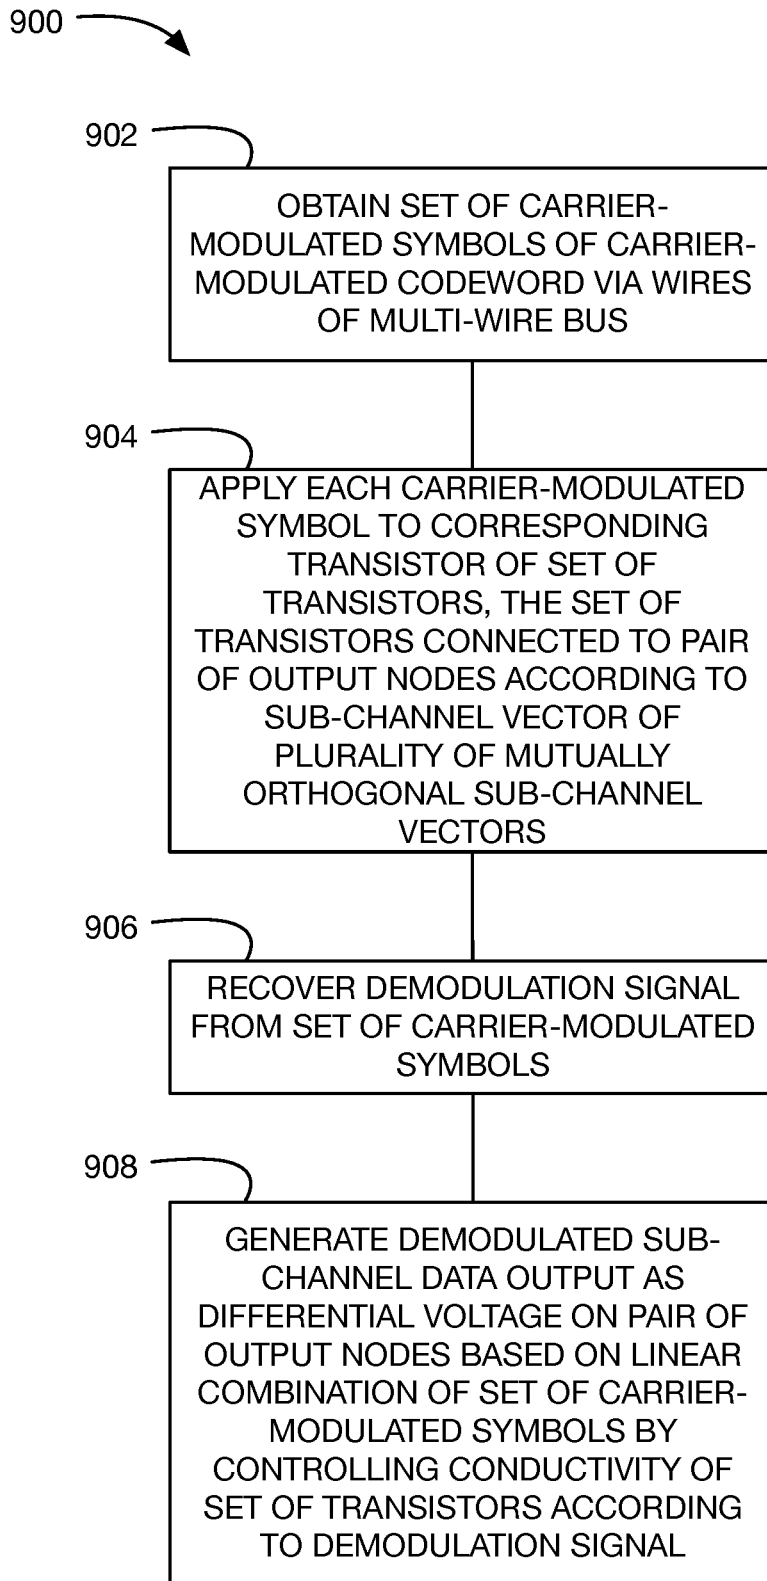 900
902
OBTAIN SET OF CARRIER-
MODULATED SYMBOLS OF CARRIER-
MODULATED CODEWORD VIA WIRES
OF MULTI-WIRE BUS
904
APPLY EACH CARRIER-MODULATED
SYMBOL TO CORRESPONDING
TRANSISTOR OF SET OF
TRANSISTORS, THE SET OF
TRANSISTORS CONNECTED TO PAIR
OF OUTPUT NODES ACCORDING TO
SUB-CHANNEL VECTOR OF
PLURALITY OF MUTUALLY
ORTHOGONAL SUB-CHANNEL
VECTORS
906
RECOVER DEMODULATION SIGNAL
FROM SET OF CARRIER-MODULATED
SYMBOLS
908
GENERATE DEMODULATED SUB-
CHANNEL DATA OUTPUT AS
DIFFERENTIAL VOLTAGE ON PAIR OF
OUTPUT NODES BASED ON LINEAR
COMBINATION OF SET OF CARRIER-
MODULATED SYMBOLS BY
CONTROLLING CONDUCTIVITY OF
SET OF TRANSISTORS ACCORDING
TO DEMODULATION SIGNAL